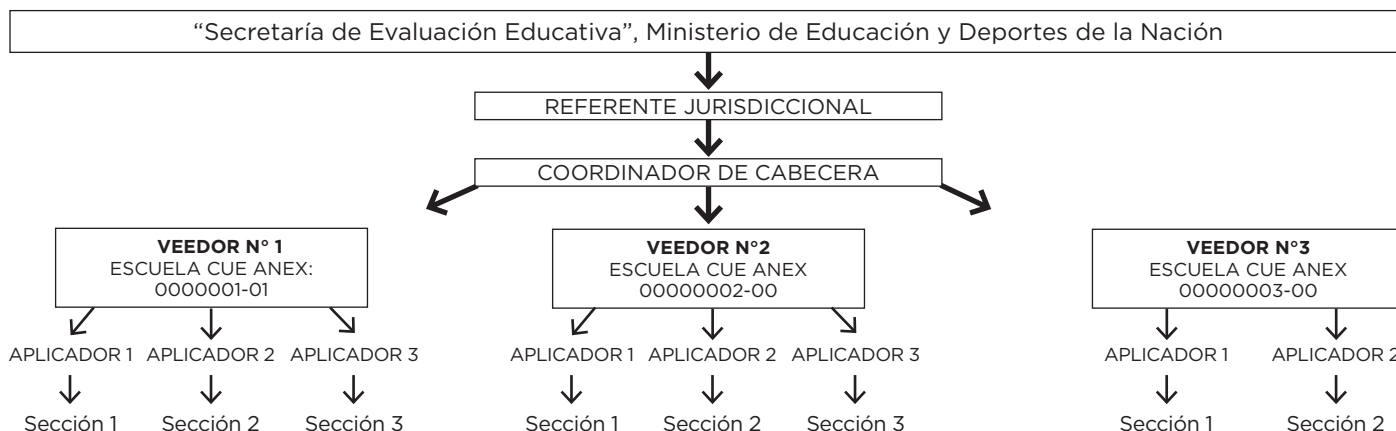 “Secretaría de Evaluación Educativa”, Ministerio de Educación y Deportes de la Nación
REFERENTE JURISDICCIONAL
COORDINADOR DE CABECERA
VEEDOR N° 1
ESCUELA CUE ANEX:
0000001-01
VEEDOR N°2
ESCUELA CUE ANEX
00000002-00
VEEDOR N°3
ESCUELA CUE ANEX
00000003-00
APLICADOR 1 APLICADOR 2 APLICADOR 3
APLICADOR 1 APLICADOR 2 APLICADOR 3
APLICADOR 1 APLICADOR 2
Sección 1 Sección 2 Sección 3
Sección 1 Sección 2 Sección 3
Sección 1 Sección 2